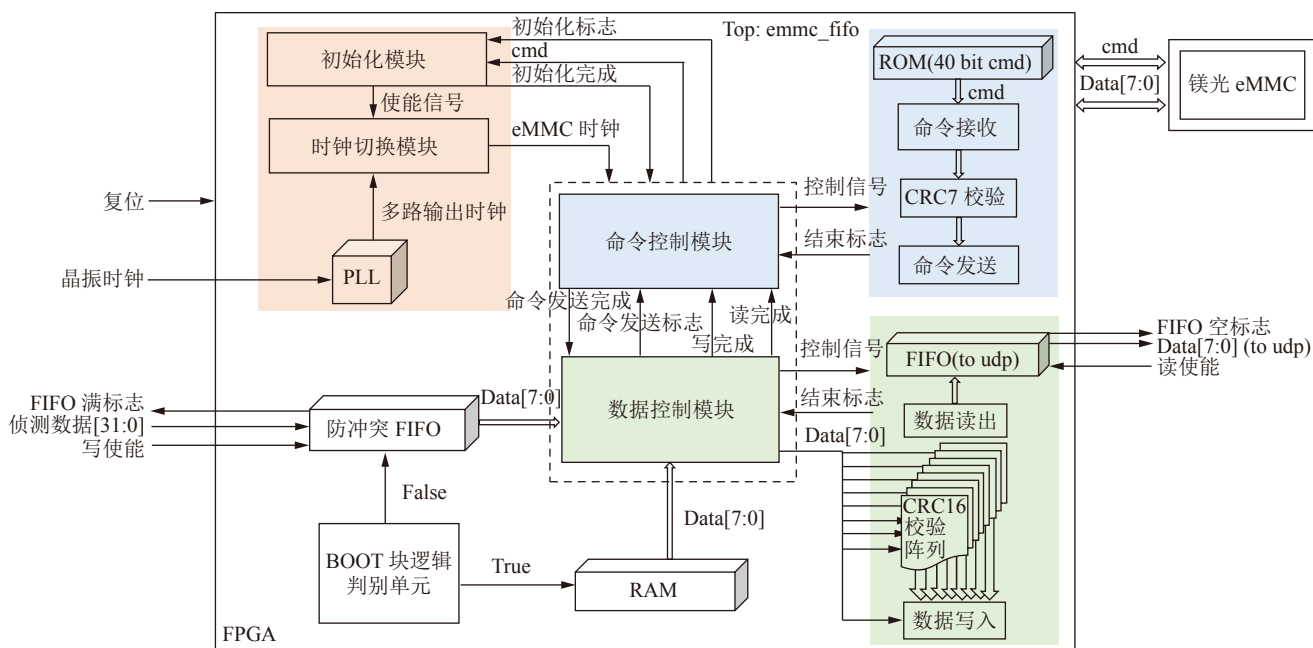 初始化标志
Top: emmc_fifo
cmd
初始化模块
初始化完成
使能信号
时钟切换模块
eMMC 时钟
多路输出时钟
PLL
复位
晶振时钟
ROM(40 bit cmd)
cmd
命令接收
CRC7 校验
命令发送
cmd
Data[7:0]
镁光 eMMC
控制信号
结束标志
命令控制模块
命令发送完成
命令发送标志
写完成
读完成
数据控制模块
控制信号
结束标志
Data[7:0]
FIFO(to udp)
数据读出
CRC16
校验
阵列
数据写入
FIFO 空标志
Data[7:0] (to udp)
读使能
FIFO 满标志
侦测数据[31:0]
写使能
防冲突 FIFO
Data[7:0]
False
BOOT 块逻辑
判别单元
True
RAM
Data[7:0]
FPGA